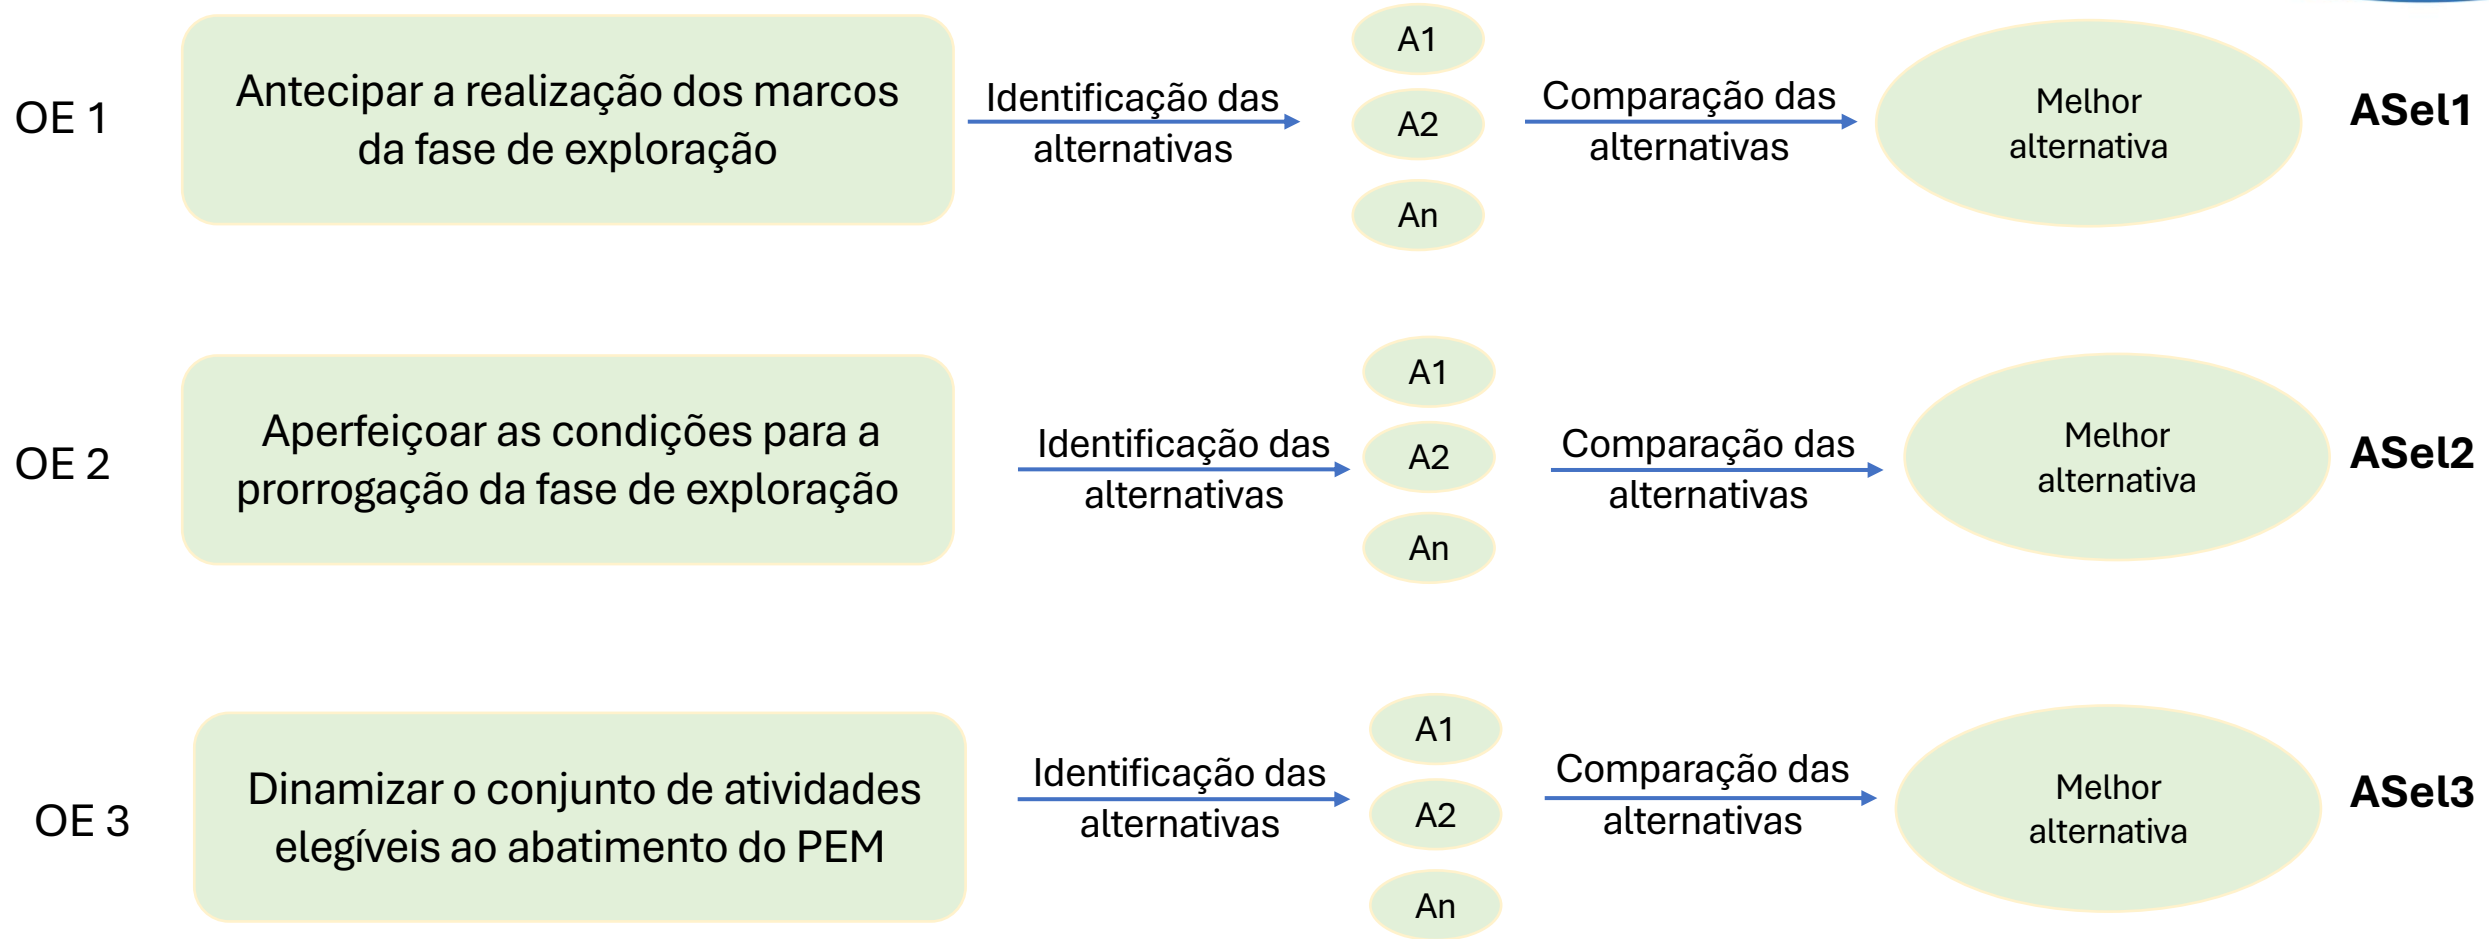 OE 1
Antecipar a realização dos marcos
da fase de exploração
Identificação das
alternativas
A1
A2
An
Comparação das
alternativas
Melhor
alternativa
ASel1
OE 2
Aperfeiçoar as condições para a
prorrogação da fase de exploração
Identificação das
alternativas
A1
A2
An
Comparação das
alternativas
Melhor
alternativa
ASel2
OE 3
Dinamizar o conjunto de atividades
elegíveis ao abatimento do PEM
Identificação das
alternativas
A1
A2
An
Comparação das
alternativas
Melhor
alternativa
ASel3